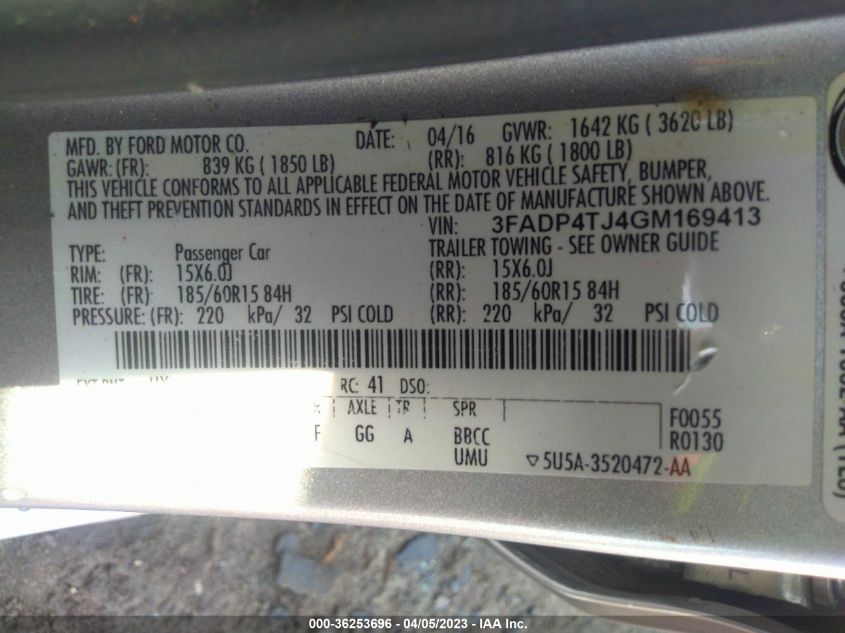 MFD. BY FORD MOTOR CO. DATE: 04/16 GVWR: 1642 KG ( 3620 LB)
GAWR: (FR): 839 KG ( 1850 LB) (RR): 816 KG ( 1800 LB)
THIS VEHICLE CONFORMS TO ALL APPLICABLE FEDERAL MOTOR VEHICLE SAFETY, BUMPER,
AND THEFT PREVENTION STANDARDS IN EFFECT ON THE DATE OF MANUFACTURE SHOWN ABOVE.
VIN: 3FADP4TJ4GM169413
TYPE: Passenger Car TRAILER TOWING - SEE OWNER GUIDE
RIM: (FR): 15X6.0J (RR): 15X6.0J
TIRE: (FR): 185/60R15 84H (RR): 185/60R15 84H
PRESSURE: (FR): 220 kPa/ 32 PSI COLD (RR): 220 kPa/ 32 PSI COLD
RC: 41 DSO:
AXLE TR SPR F0055
F GG A BBCC R0130
UMU ▽5U5A-3520472-AA
000-36253696 - 04/05/2023 - IAA Inc.